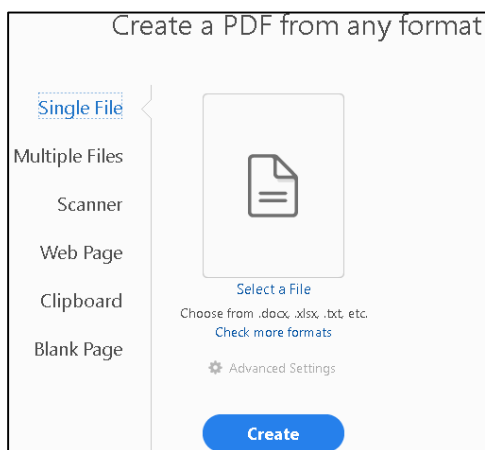 Create a PDF from any format
Single File
Multiple Files
Scanner
Web Page
Clipboard
Blank Page
Select a File
Choose from .docx, .xlsx, .txt, etc.
Check more formats
Advanced Settings
Create